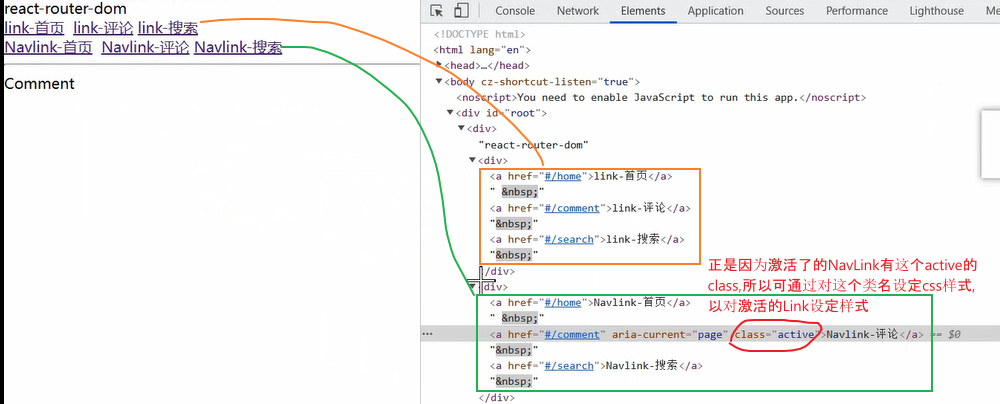 react-router-dom
link-首页 link-评论 link-搜索
Navlink-首页 Navlink-评论 Navlink-搜索
Comment
Console Elements Sources Performance Application Lighthouse M
<!DOCTYPE html>
<html lang="en">
<head>…</head>
<body cz-shortcut-listen="true">
<noscript>You need to enable JavaScript to run this app.</noscript>
<div id="root">
<div>
"react-router-dom"
<div>
<a href="#/home">link-首页</a>
" &nbsp;"
<a href="#/comment">link-评论</a>
"&nbsp;"
<a href="#/search">link-搜索</a>
"&nbsp;"
</div>
正是因为激活了的NavLink有这个active的
class,所以可通过对这个类名设定css样式,
以对激活的Link设定样式
<div>
<a href="#/home">Navlink-首页</a>
" &nbsp;"
… <a href="#/comment" aria-current="page" class="active">Navlink-评论</a> == $0
"&nbsp;"
<a href="#/search">Navlink-搜索</a>
"&nbsp;"
</div>